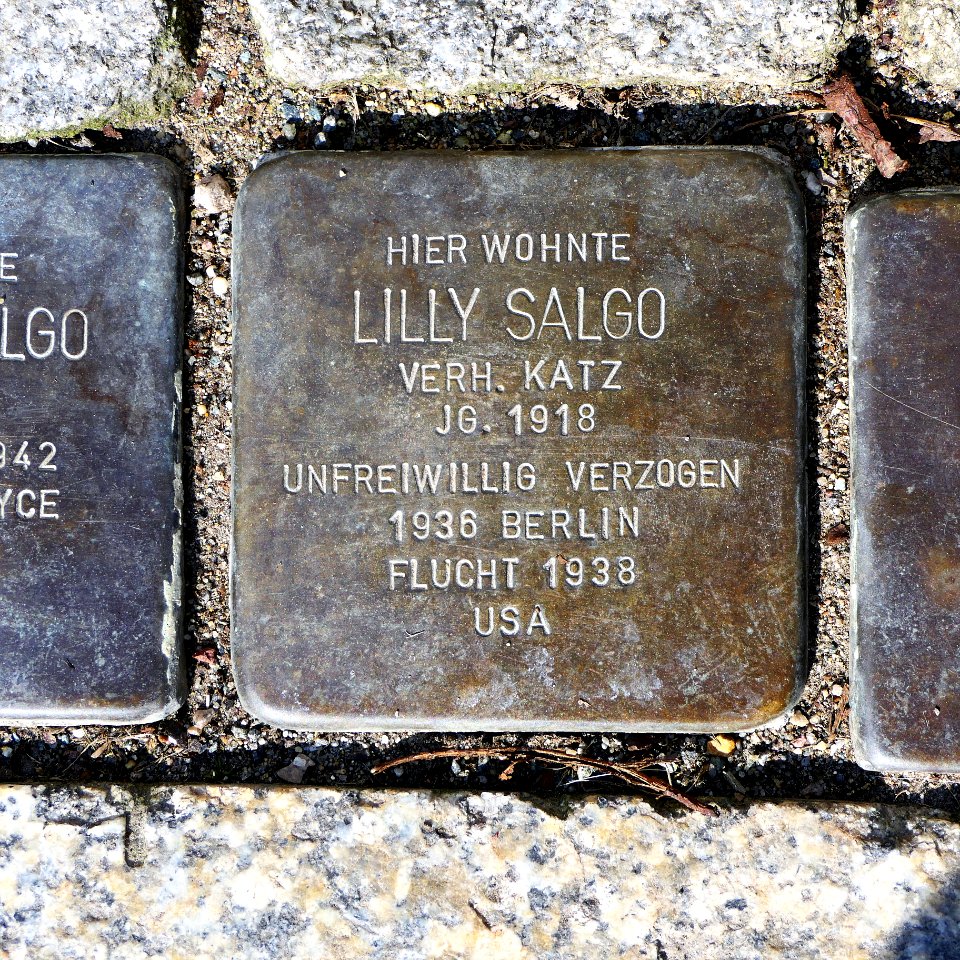 HIER WOHNTE
LILLY SALGO
VERH. KATZ
JG. 1918
UNFREIWILLIG VERZOGEN
1936 BERLIN
FLUCHT 1938
USA